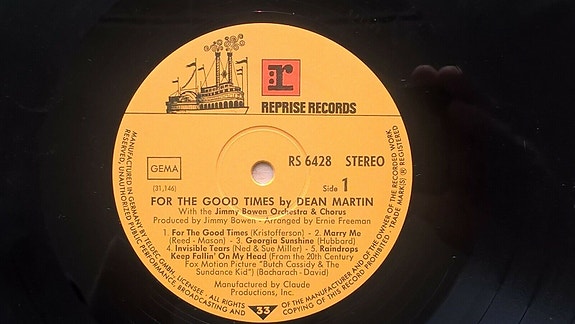 r
REPRISE RECORDS
GEMA
RS 6428 STEREO
(31,146)
Side 1
FOR THE GOOD TIMES by DEAN MARTIN
With the Jimmy Bowen Orchestra & Chorus
Produced by Jimmy Bowen - Arranged by Ernie Freeman
1. For The Good Times (Kristofferson) - 2. Marry Me
(Reed - Mason) - 3. Georgia Sunshine (Hubbard)
4. Invisible Tears (Ned & Sue Miller) - 5. Raindrops
Keep Fallin' On My Head (From the 20th Century
Fox Motion Picture "Butch Cassidy & The
Sundance Kid") (Bacharach - David)
Manufactured by Claude
Productions, Inc.
33
MANUFACTURED IN GERMANY BY TELDEC GMBH, LICENSEE. ALL RIGHTS
OF THE MANUFACTURER AND OF THE OWNER OF THE RECORDED WORK
RESERVED, UNAUTHORIZED PUBLIC PERFORMANCE, BROADCASTING AND
COPYING OF THIS RECORD PROHIBITED. TRADE MARK(S) ® REGISTERED